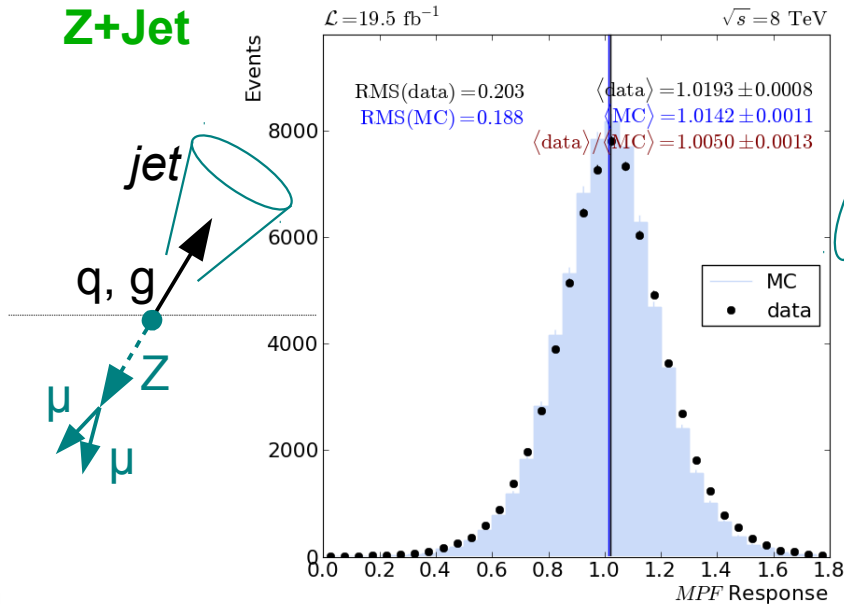 Z+Jet
jet
q, g
Z
μ
μ
ℒ=19.5 fb⁻¹
√s=8 TeV
Events
RMS(data)=0.203
RMS(MC)=0.188
⟨data⟩=1.0193±0.0008
⟨MC⟩=1.0142±0.0011
⟨data⟩/⟨MC⟩=1.0050±0.0013
8000
6000
4000
2000
0
MC
data
0.0 0.2 0.4 0.6 0.8 1.0 1.2 1.4 1.6 1.8
MPF Response